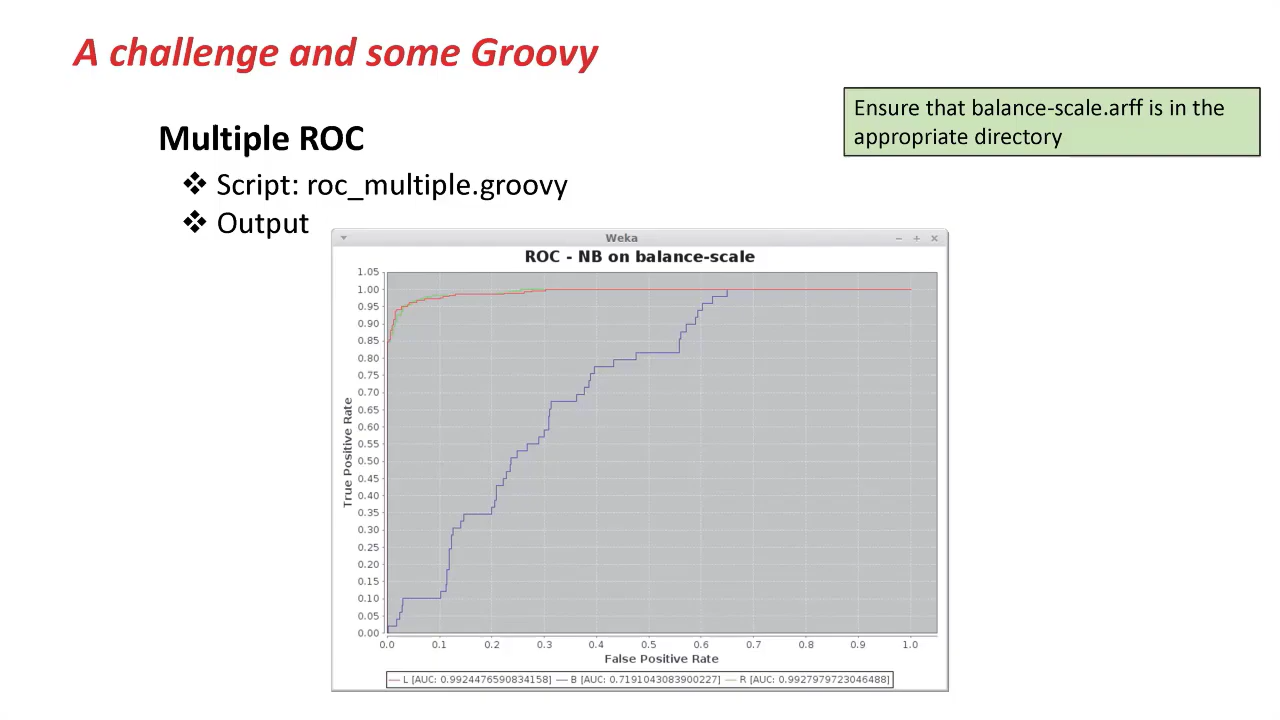 A challenge and some Groovy
Ensure that balance-scale.arff is in the
appropriate directory
Multiple ROC
❖ Script: roc_multiple.groovy
❖ Output
Weka
ROC - NB on balance-scale
1.05
1.00
0.95
0.90
0.85
0.80
0.75
0.70
0.65
0.60
0.55
0.50
0.45
0.40
0.35
0.30
0.25
0.20
0.15
0.10
0.05
0.00
True Positive Rate
0.0 0.1 0.2 0.3 0.4 0.5 0.6 0.7 0.8 0.9 1.0
False Positive Rate
L [AUC: 0.9924476590834158] B [AUC: 0.7191043083900227] R [AUC: 0.9927979723046488]